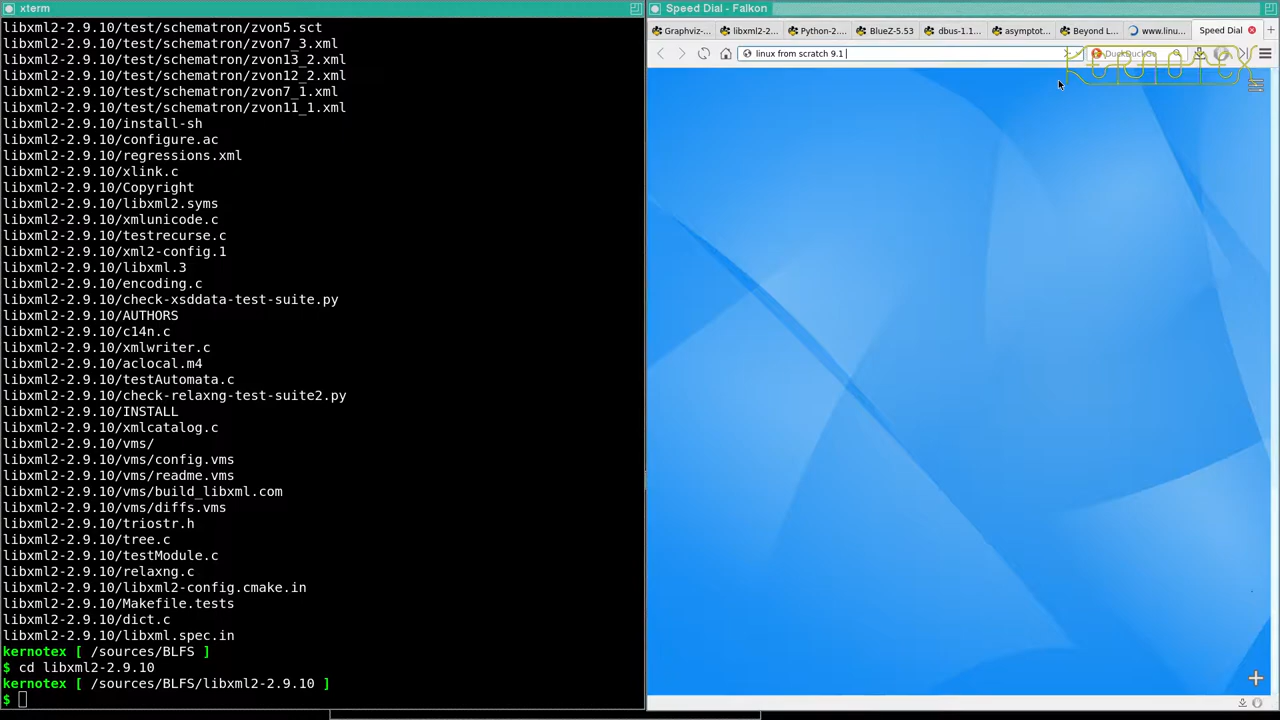 xterm
libxml2-2.9.10/test/schematron/zvon5.sct
libxml2-2.9.10/test/schematron/zvon7_3.xml
libxml2-2.9.10/test/schematron/zvon13_2.xml
libxml2-2.9.10/test/schematron/zvon12_2.xml
libxml2-2.9.10/test/schematron/zvon7_1.xml
libxml2-2.9.10/test/schematron/zvon11_1.xml
libxml2-2.9.10/install-sh
libxml2-2.9.10/configure.ac
libxml2-2.9.10/regressions.xml
libxml2-2.9.10/xlink.c
libxml2-2.9.10/Copyright
libxml2-2.9.10/libxml2.syms
libxml2-2.9.10/xmlunicode.c
libxml2-2.9.10/testrecurse.c
libxml2-2.9.10/xml2-config.1
libxml2-2.9.10/libxml.3
libxml2-2.9.10/encoding.c
libxml2-2.9.10/check-xsddata-test-suite.py
libxml2-2.9.10/AUTHORS
libxml2-2.9.10/c14n.c
libxml2-2.9.10/xmlwriter.c
libxml2-2.9.10/aclocal.m4
libxml2-2.9.10/testAutomata.c
libxml2-2.9.10/check-relaxng-test-suite2.py
libxml2-2.9.10/INSTALL
libxml2-2.9.10/xmlcatalog.c
libxml2-2.9.10/vms/
libxml2-2.9.10/vms/config.vms
libxml2-2.9.10/vms/readme.vms
libxml2-2.9.10/vms/build_libxml.com
libxml2-2.9.10/vms/diffs.vms
libxml2-2.9.10/triostr.h
libxml2-2.9.10/tree.c
libxml2-2.9.10/testModule.c
libxml2-2.9.10/relaxng.c
libxml2-2.9.10/libxml2-config.cmake.in
libxml2-2.9.10/Makefile.tests
libxml2-2.9.10/dict.c
libxml2-2.9.10/libxml.spec.in
kernotex [ /sources/BLFS ]
$ cd libxml2-2.9.10
kernotex [ /sources/BLFS/libxml2-2.9.10 ]
$
Speed Dial - Falkon
Graphviz-... libxml2-2... Python-2... BlueZ-5.53 dbus-1.1... asymptot... Beyond L... www.linu... Speed Dial
linux from scratch 9.1 DuckDuckGo
KERNOTEX